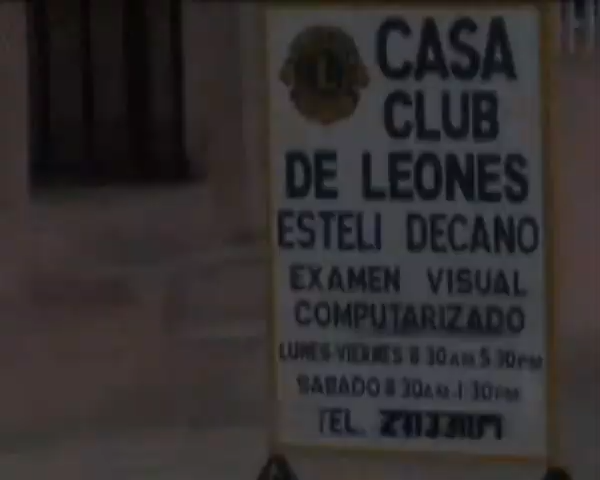 CASA
CLUB
DE LEONES
ESTELI DECANO
EXAMEN VISUAL
COMPUTARIZADO
LUNES-VIERNES 8 30AM 5:30PM
SABADO 8 30AM-1:30PM
TEL.
L
H